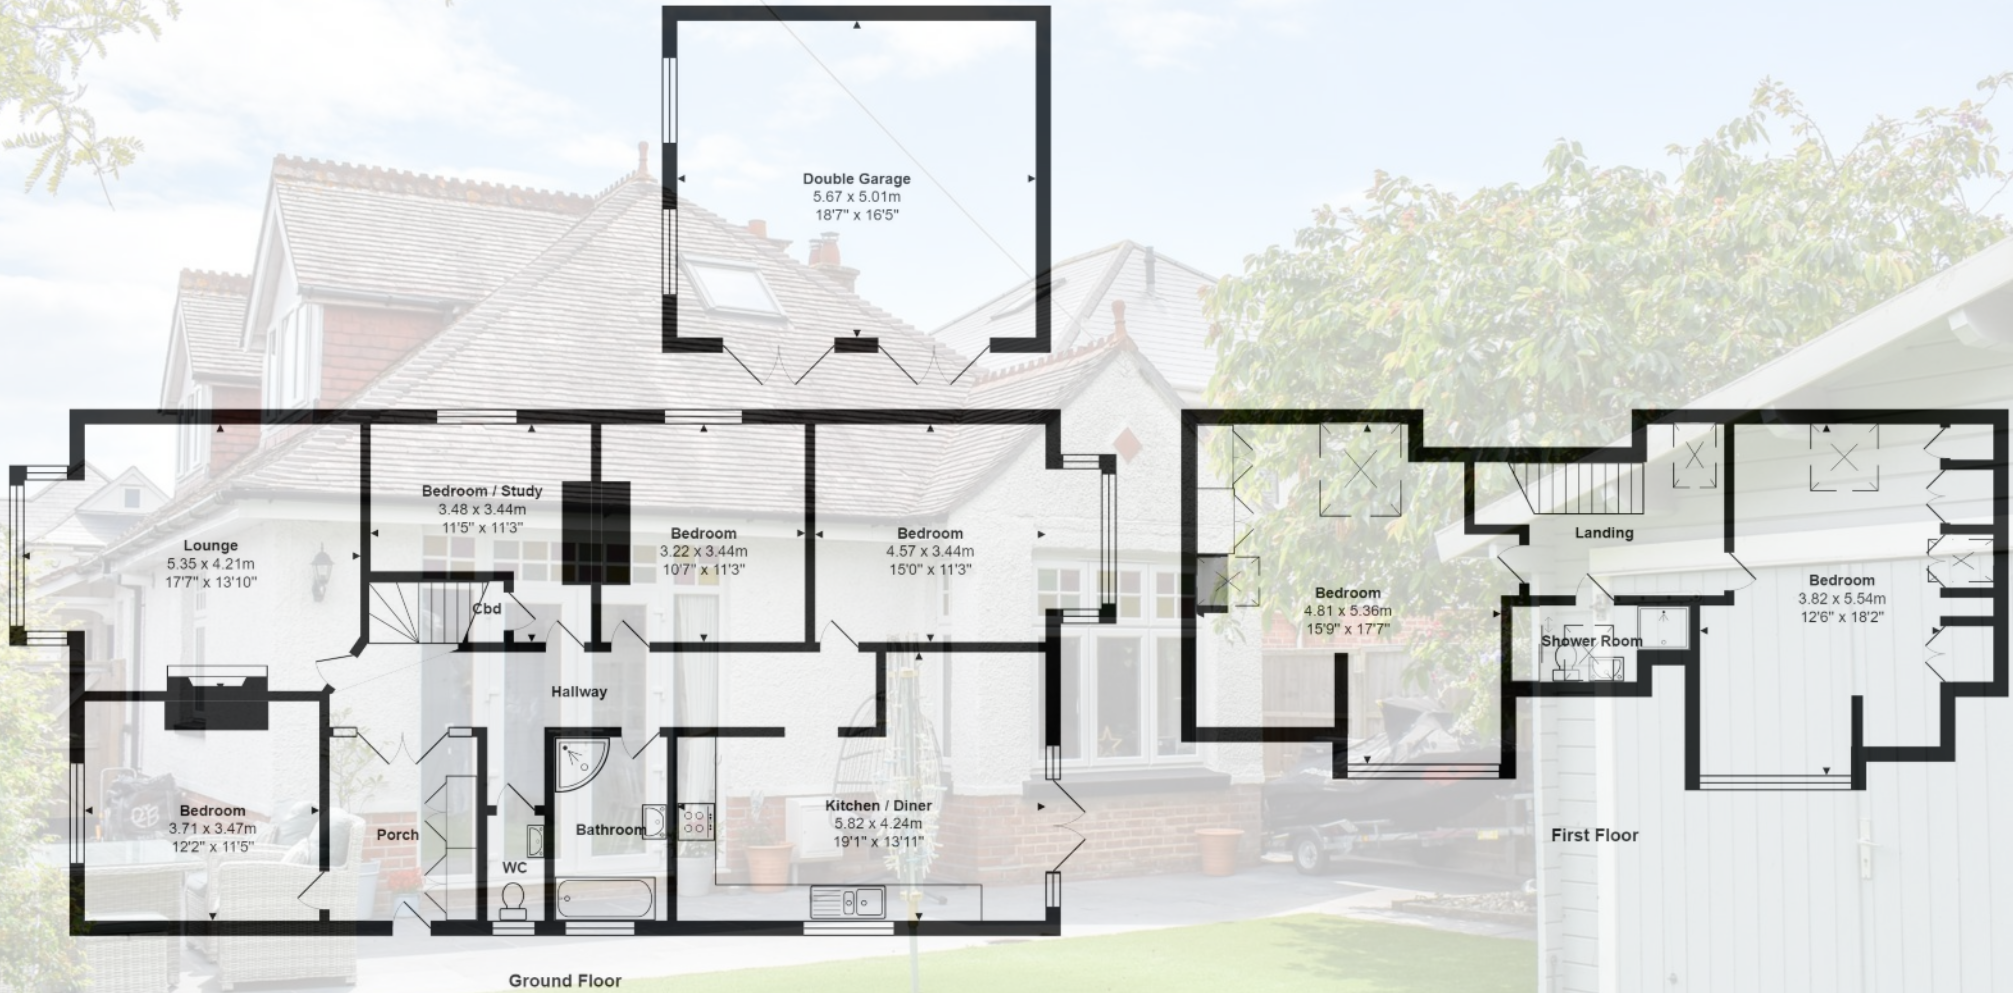 Double Garage
5.67 x 5.01m
18'7" x 16'5"
Lounge
5.35 x 4.21m
17'7" x 13'10"
Bedroom / Study
3.48 x 3.44m
11'5" x 11'3"
Cbd
Bedroom
3.22 x 3.44m
10'7" x 11'3"
Bedroom
4.57 x 3.44m
15'0" x 11'3"
Hallway
Bedroom
3.71 x 3.47m
12'2" x 11'5"
Porch
WC
Bathroom
Kitchen / Diner
5.82 x 4.24m
19'1" x 13'11"
Ground Floor
Landing
Bedroom
4.81 x 5.36m
15'9" x 17'7"
Shower Room
Bedroom
3.82 x 5.54m
12'6" x 18'2"
First Floor